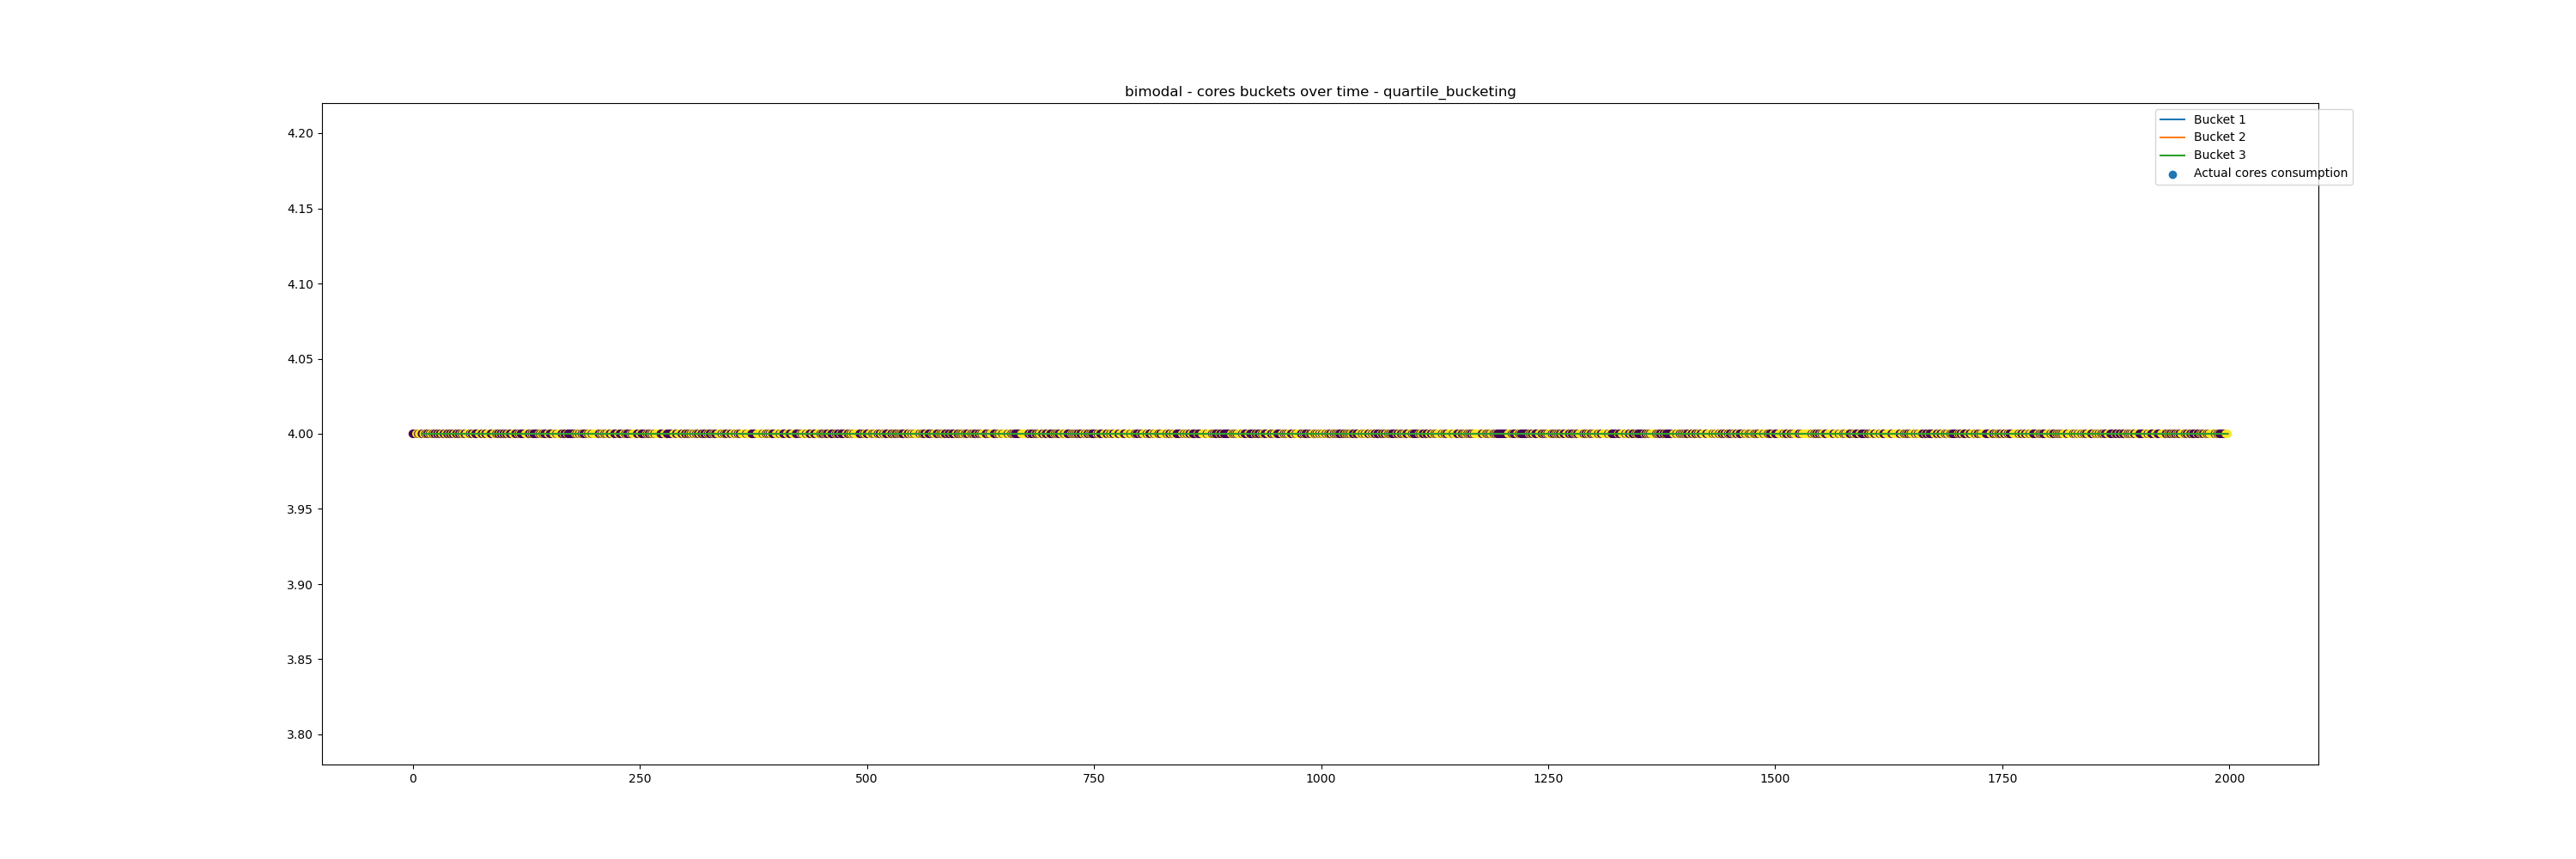 bimodal - cores buckets over time - quartile_bucketing
Bucket 1
Bucket 2
Bucket 3
Actual cores consumption
4.20
4.15
4.10
4.05
4.00
3.95
3.90
3.85
3.80
0 250 500 750 1000 1250 1500 1750 2000